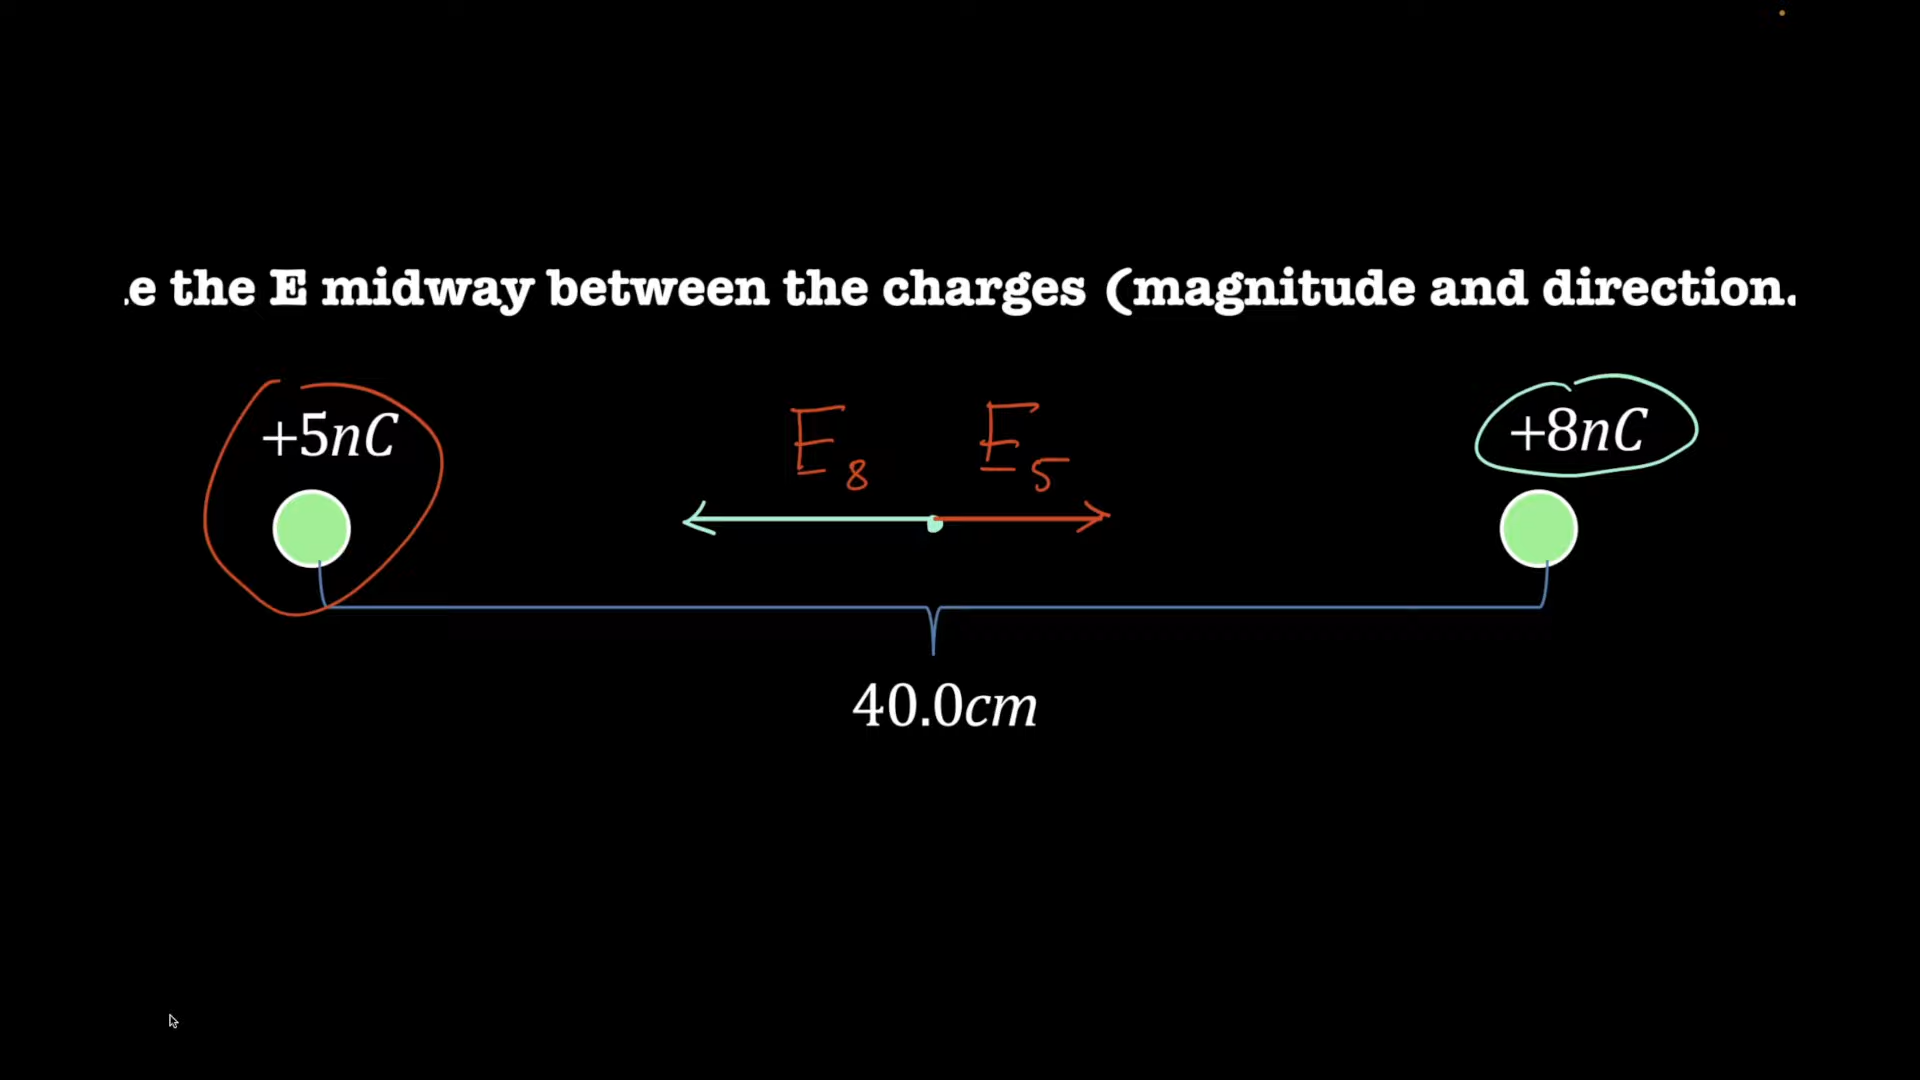 e the E midway between the charges (magnitude and direction.
+5nC E₈ E₅ +8nC
40.0cm